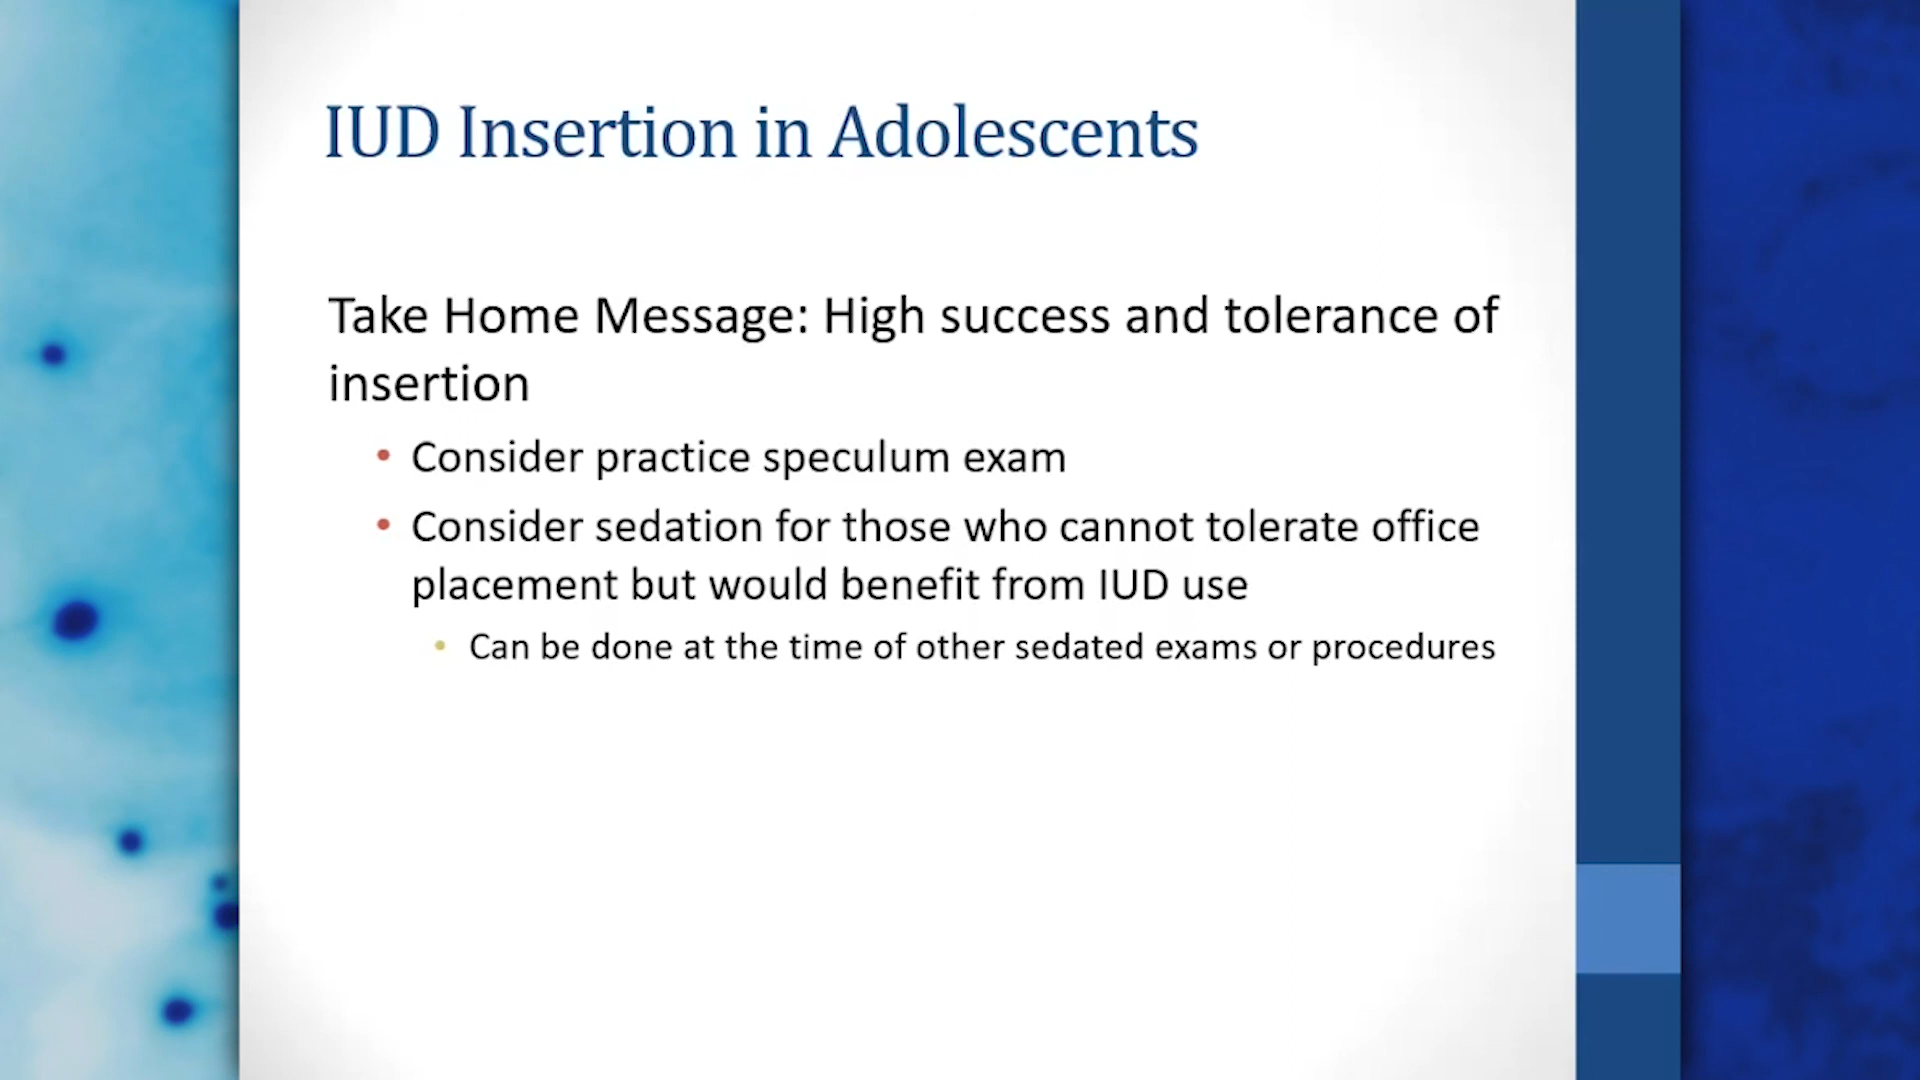 IUD Insertion in Adolescents
Take Home Message: High success and tolerance of
insertion
• Consider practice speculum exam
• Consider sedation for those who cannot tolerate office
placement but would benefit from IUD use
• Can be done at the time of other sedated exams or procedures